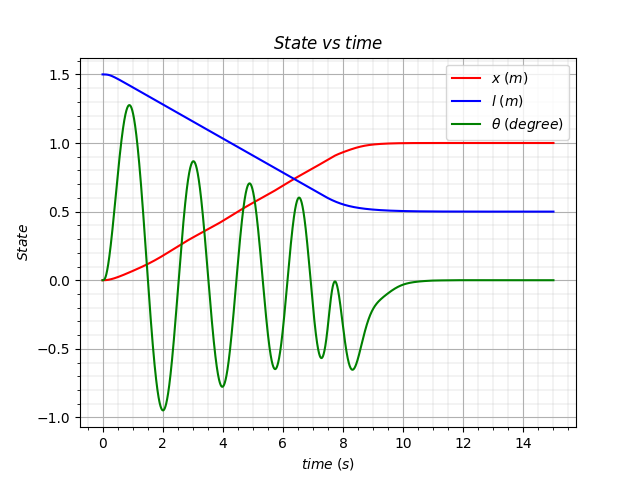 State vs time
x (m)
l (m)
θ (degree)
1.5
1.0
0.5
0.0
−0.5
−1.0
State
0 2 4 6 8 10 12 14
time (s)